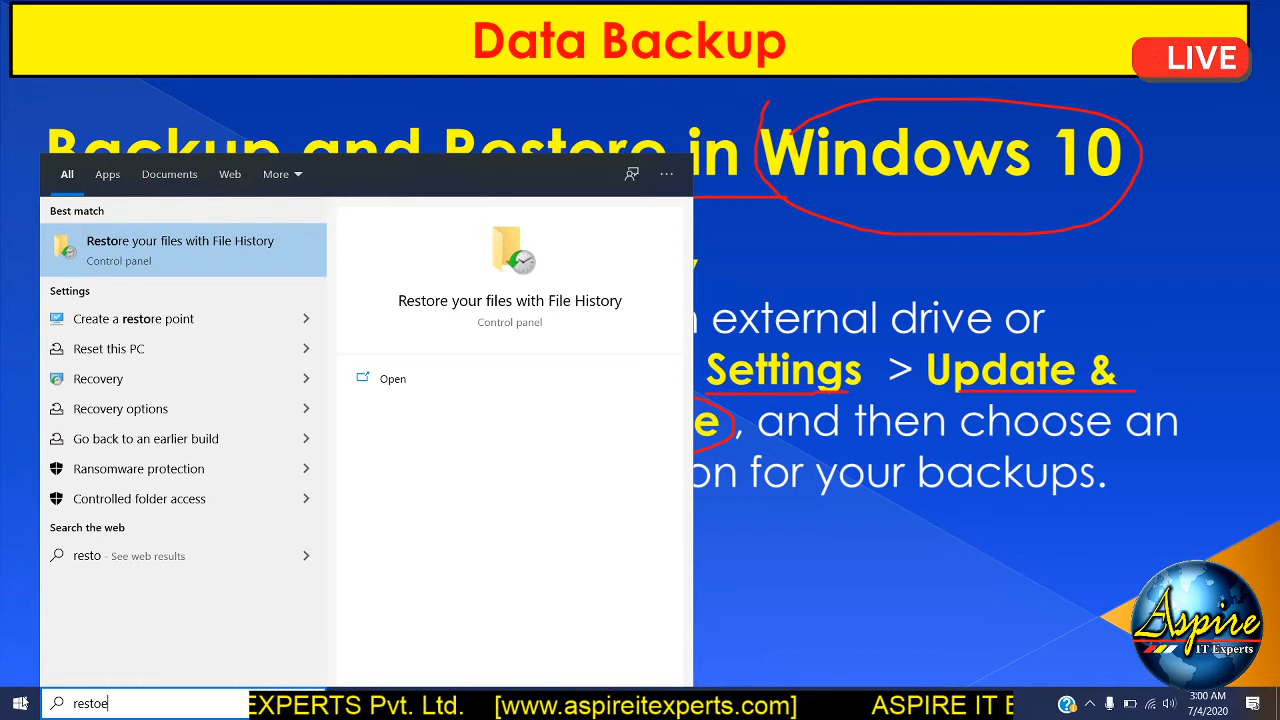 Data Backup
LIVE
Backup and Restore in Windows 10
All Apps Documents Web More
Best match
Restore your files with File History
Control panel
Settings
Create a restore point
Reset this PC
Recovery
Recovery options
Go back to an earlier build
Ransomware protection
Controlled folder access
Search the web
resto - See web results
Restore your files with File History
Control panel
Open
external drive or
Settings > Update &
e , and then choose an
on for your backups.
Aspire
IT Experts
restoe
EXPERTS Pvt. Ltd. [www.aspireitexperts.com] ASPIRE IT E
3:00 AM
7/4/2020